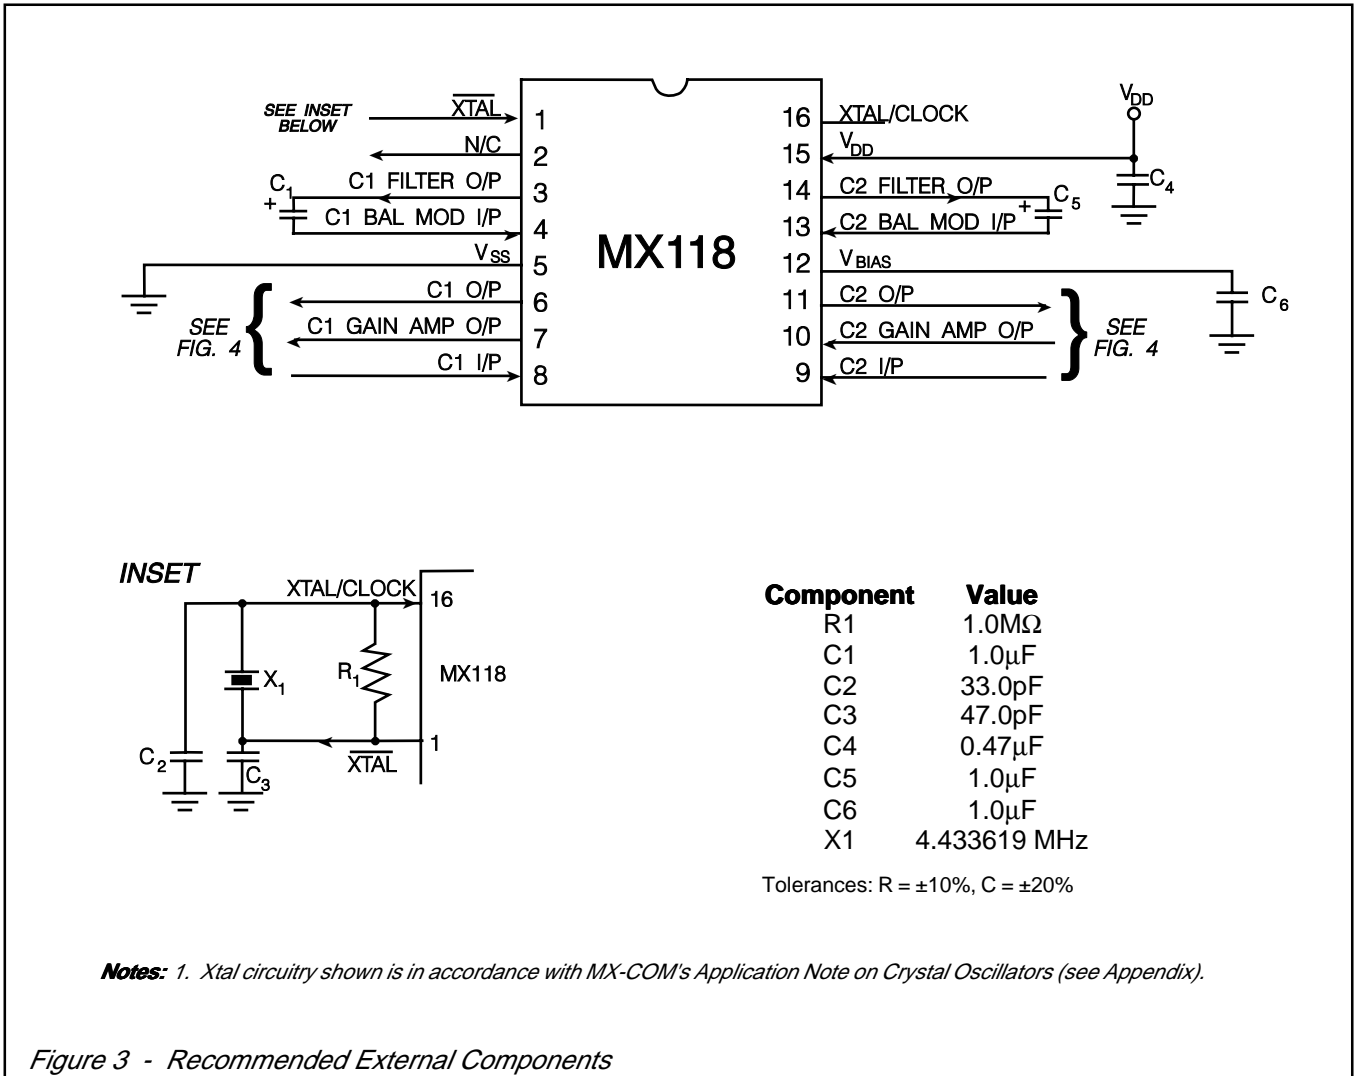 SEE INSET
BELOW
XTAL
N/C
C1 FILTER O/P
C1 +
C1 BAL MOD I/P
VSS
C1 O/P
C1 GAIN AMP O/P
C1 I/P
SEE
FIG. 4
1
2
3
4
5
6
7
8
MX118
16
15
14
13
12
11
10
9
XTAL/CLOCK
VDD
C2 FILTER O/P
C2 BAL MOD I/P
VBIAS
C2 O/P
C2 GAIN AMP O/P
C2 I/P
VDD
C4
+ C5
C6
SEE
FIG. 4
INSET
XTAL/CLOCK
16
X1
R1
MX118
1
C2
C3
XTAL
Component Value
R1 1.0MΩ
C1 1.0µF
C2 33.0pF
C3 47.0pF
C4 0.47µF
C5 1.0µF
C6 1.0µF
X1 4.433619 MHz
Tolerances: R = ±10%, C = ±20%
Notes: 1. Xtal circuitry shown is in accordance with MX-COM's Application Note on Crystal Oscillators (see Appendix).
Figure 3 - Recommended External Components